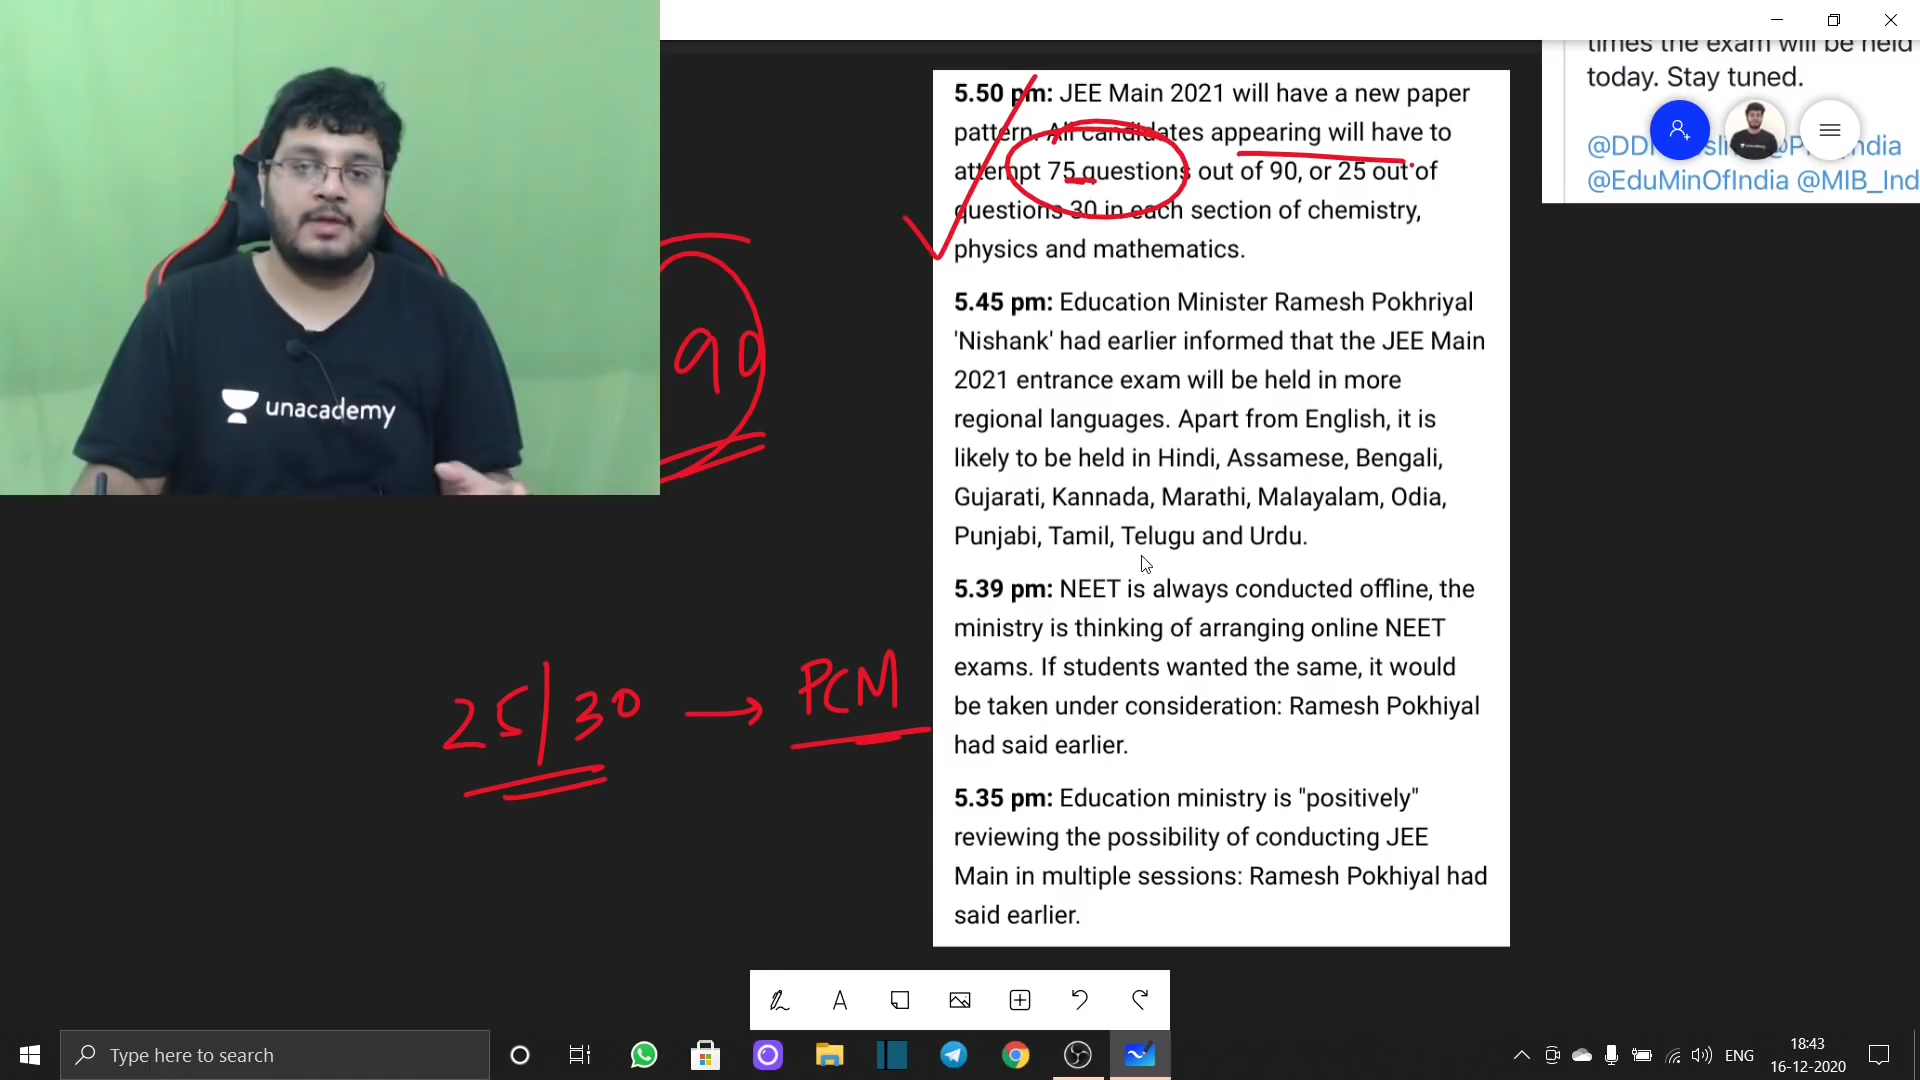 unacademy
90
25/30 → PCM
5.50 pm: JEE Main 2021 will have a new paper
pattern. All candidates appearing will have to
attempt 75 questions out of 90, or 25 out of
questions 30 in each section of chemistry,
physics and mathematics.
5.45 pm: Education Minister Ramesh Pokhriyal
'Nishank' had earlier informed that the JEE Main
2021 entrance exam will be held in more
regional languages. Apart from English, it is
likely to be held in Hindi, Assamese, Bengali,
Gujarati, Kannada, Marathi, Malayalam, Odia,
Punjabi, Tamil, Telugu and Urdu.
5.39 pm: NEET is always conducted offline, the
ministry is thinking of arranging online NEET
exams. If students wanted the same, it would
be taken under consideration: Ramesh Pokhiyal
had said earlier.
5.35 pm: Education ministry is "positively"
reviewing the possibility of conducting JEE
Main in multiple sessions: Ramesh Pokhiyal had
said earlier.
times the exam will be held
today. Stay tuned.
@EduMinOfIndia @MIB_Ind
A
Type here to search
ENG
18:43
16-12-2020